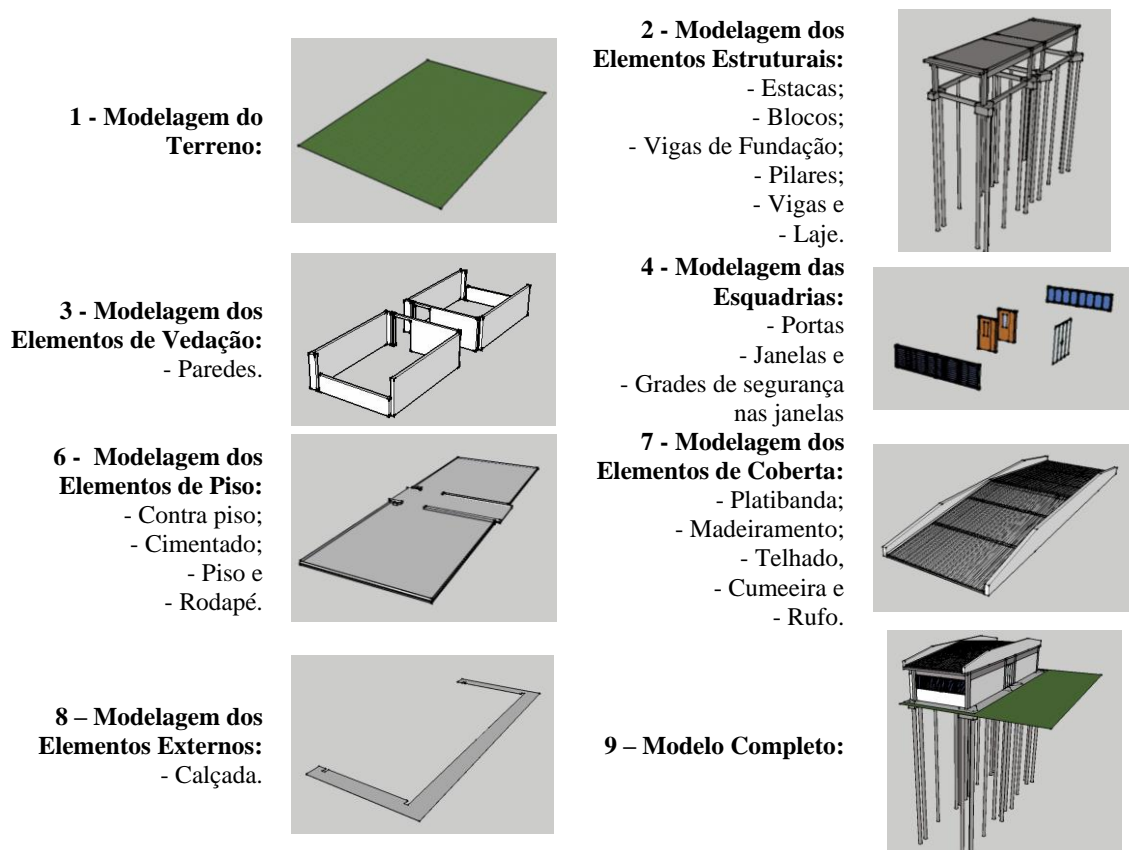 1 - Modelagem do
Terreno:
2 - Modelagem dos
Elementos Estruturais:
- Estacas;
- Blocos;
- Vigas de Fundação;
- Pilares;
- Vigas e
- Laje.
3 - Modelagem dos
Elementos de Vedação:
- Paredes.
4 - Modelagem das
Esquadrias:
- Portas
- Janelas e
- Grades de segurança
nas janelas
6 - Modelagem dos
Elementos de Piso:
- Contra piso;
- Cimentado;
- Piso e
- Rodapé.
7 - Modelagem dos
Elementos de Coberta:
- Platibanda;
- Madeiramento;
- Telhado,
- Cumeeira e
- Rufo.
8 – Modelagem dos
Elementos Externos:
- Calçada.
9 – Modelo Completo: